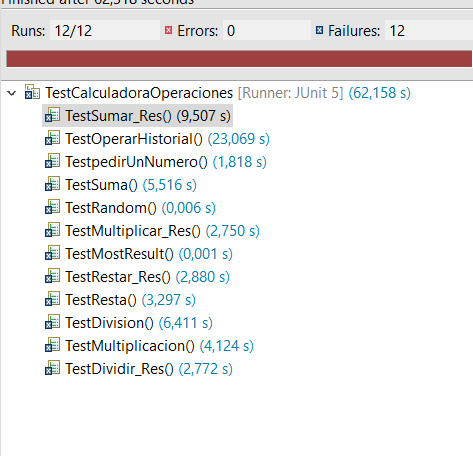 Finished after 62,318 seconds
Runs: 12/12 Errors: 0 Failures: 12
TestCalculadoraOperaciones [Runner: JUnit 5] (62,158 s)
TestSumar_Res() (9,507 s)
TestOperarHistorial() (23,069 s)
TestpedirUnNumero() (1,818 s)
TestSuma() (5,516 s)
TestRandom() (0,006 s)
TestMultiplicar_Res() (2,750 s)
TestMostResult() (0,001 s)
TestRestar_Res() (2,880 s)
TestResta() (3,297 s)
TestDivision() (6,411 s)
TestMultiplicacion() (4,124 s)
TestDividir_Res() (2,772 s)